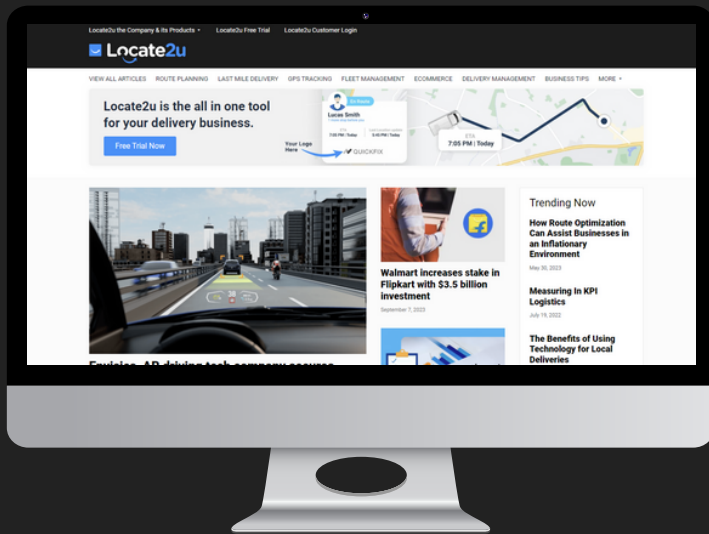 Locate2u the Company & its Products
Locate2u Free Trial
Locate2u Customer Login
Locate2u
VIEW ALL ARTICLES ROUTE PLANNING LAST MILE DELIVERY GPS TRACKING FLEET MANAGEMENT ECOMMERCE DELIVERY MANAGEMENT BUSINESS TIPS MORE
Locate2u is the all in one tool
for your delivery business.
Free Trial Now
Your Logo
Here
En Route
Lucas Smith
ETA
7:05 PM | Today
QUICKFIX
ETA
7:05 PM | Today
Walmart increases stake in
Flipkart with $3.5 billion
investment
September 7, 2023
Trending Now
How Route Optimization
Can Assist Businesses in
an Inflationary
Environment
May 30, 2023
Measuring In KPI
Logistics
July 19, 2022
The Benefits of Using
Technology for Local
Deliveries